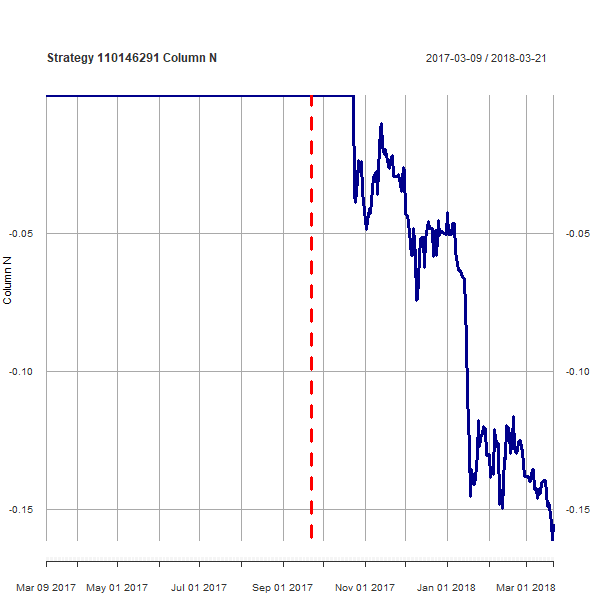 Strategy 110146291 Column N
2017-03-09 / 2018-03-21
-0.05
-0.05
Column N
-0.10
-0.10
-0.15
-0.15
Mar 09 2017
May 01 2017
Jul 01 2017
Sep 01 2017
Nov 01 2017
Jan 01 2018
Mar 01 2018